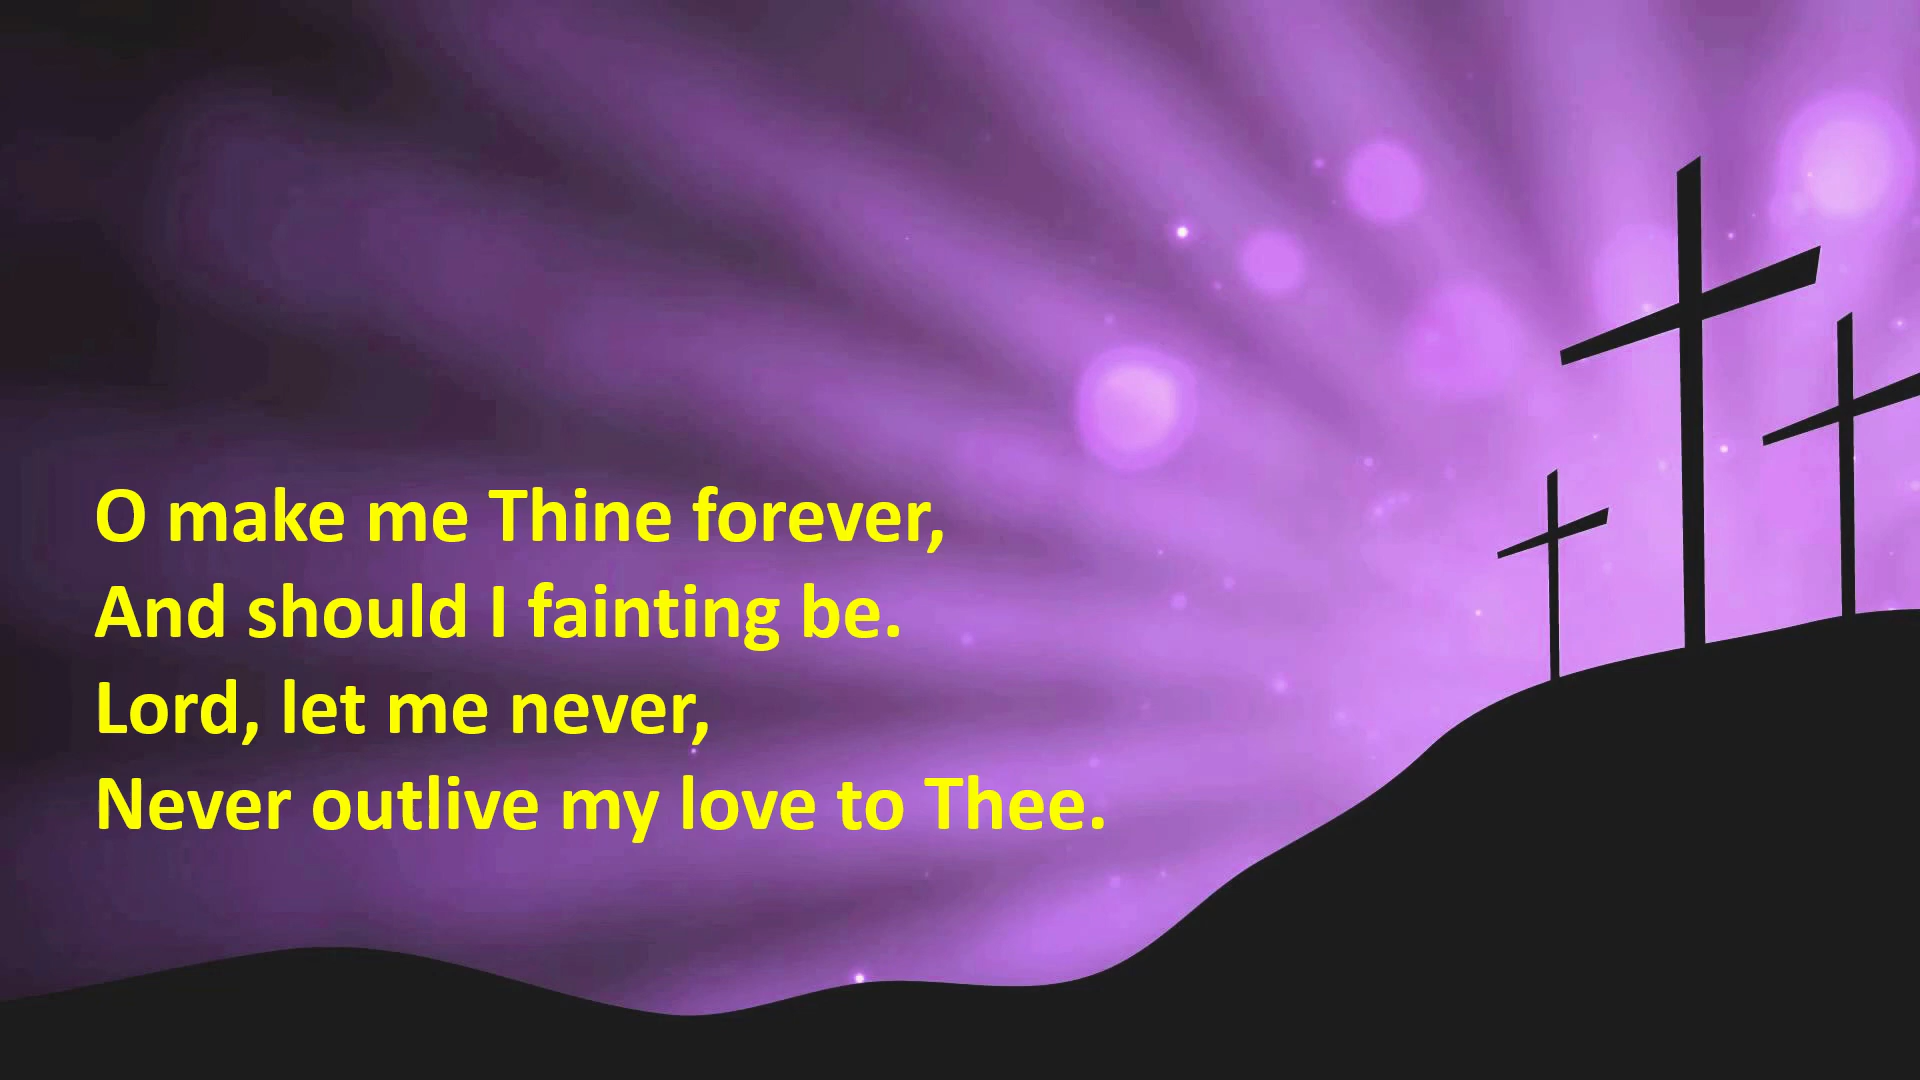 O make me Thine forever,
And should I fainting be.
Lord, let me never,
Never outlive my love to Thee.